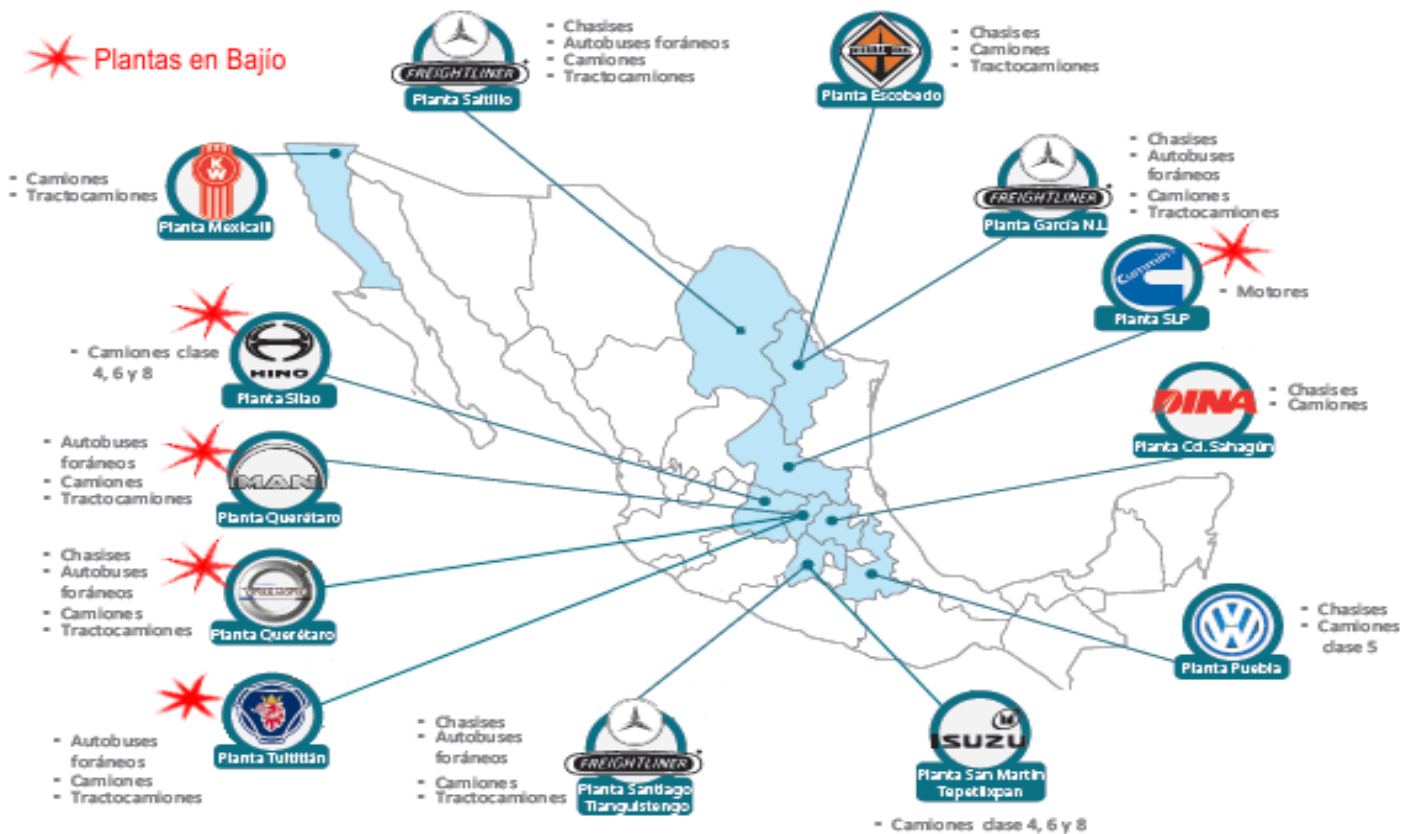 Plantas en Bajío
FREIGHTLINER
Planta Saltillo
- Chasises
- Autobuses foráneos
- Camiones
- Tractocamiones
Planta Escobedo
- Chasises
- Camiones
- Tractocamiones
FREIGHTLINER
Planta García N.L.
- Chasises
- Autobuses
foráneos
- Camiones
- Tractocamiones
KW
Planta Mexicali
- Camiones
- Tractocamiones
Cummins
Planta SLP
- Motores
HINO
Planta Silao
- Camiones clase
4, 6 y 8
DINA
Planta Cd. Sahagún
- Chasises
- Camiones
MAN
Planta Querétaro
- Autobuses
foráneos
- Camiones
- Tractocamiones
Planta Querétaro
- Chasises
- Autobuses
foráneos
- Camiones
- Tractocamiones
VW
Planta Puebla
- Chasises
- Camiones
clase 5
Planta Tultitlán
- Autobuses
foráneos
- Camiones
- Tractocamiones
FREIGHTLINER
Planta Santiago
Tianguistengo
- Chasises
- Autobuses
foráneos
- Camiones
- Tractocamiones
ISUZU
Planta San Martin
Tepetlixpan
- Camiones clase 4, 6 y 8